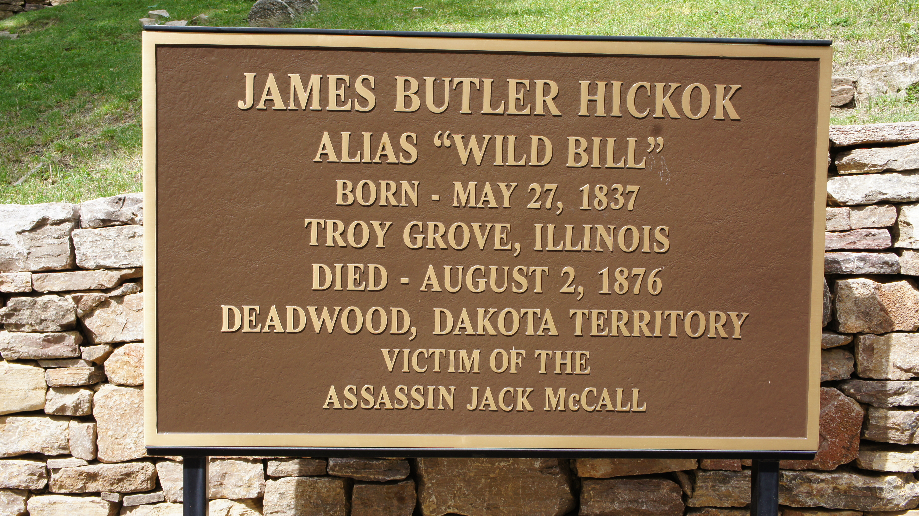 JAMES BUTLER HICKOK
ALIAS “WILD BILL”
BORN - MAY 27, 1837
TROY GROVE, ILLINOIS
DIED - AUGUST 2, 1876
DEADWOOD, DAKOTA TERRITORY
VICTIM OF THE
ASSASSIN JACK McCALL